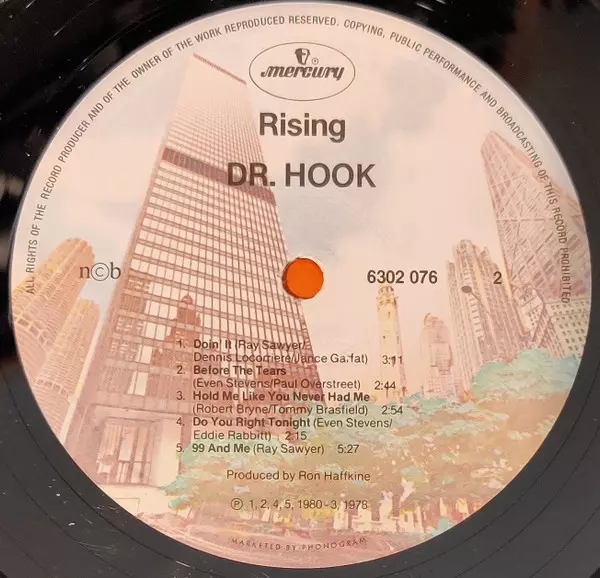 ALL RIGHTS OF THE RECORD PRODUCER AND OF THE OWNER OF THE WORK REPRODUCED RESERVED. COPYING, PUBLIC PERFORMANCE AND BROADCASTING OF THIS RECORD PROHIBITED
mercury
Rising
DR. HOOK
n©b
6302 076 2
1. Doin' It (Ray Sawyer/
Dennis Locorriere/Jance Garfat) 3:11
2. Before The Tears
(Even Stevens/Paul Overstreet) 2:44
3. Hold Me Like You Never Had Me
(Robert Bryne/Tommy Brasfield) 2:54
4. Do You Right Tonight (Even Stevens/
Eddie Rabbitt) 2:15
5. 99 And Me (Ray Sawyer) 5:27
Produced by Ron Haffkine
℗ 1, 2, 4, 5, 1980 - 3, 1978
MARKETED BY PHONOGRAM